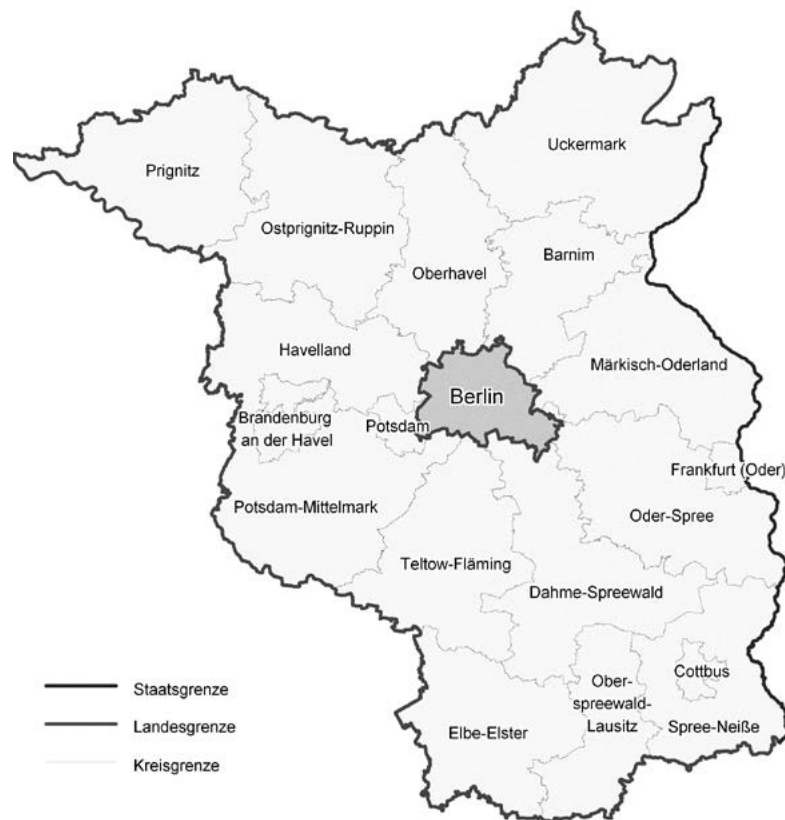 Uckermark
Prignitz
Ostprignitz-Ruppin
Barnim
Oberhavel
Havelland
Märkisch-Oderland
Berlin
Brandenburg
an der Havel
Potsdam
Frankfurt (Oder)
Potsdam-Mittelmark
Oder-Spree
Teltow-Fläming
Dahme-Spreewald
Cottbus
Ober-
spreewald-
Lausitz
Spree-Neiße
Elbe-Elster
Staatsgrenze
Landesgrenze
Kreisgrenze